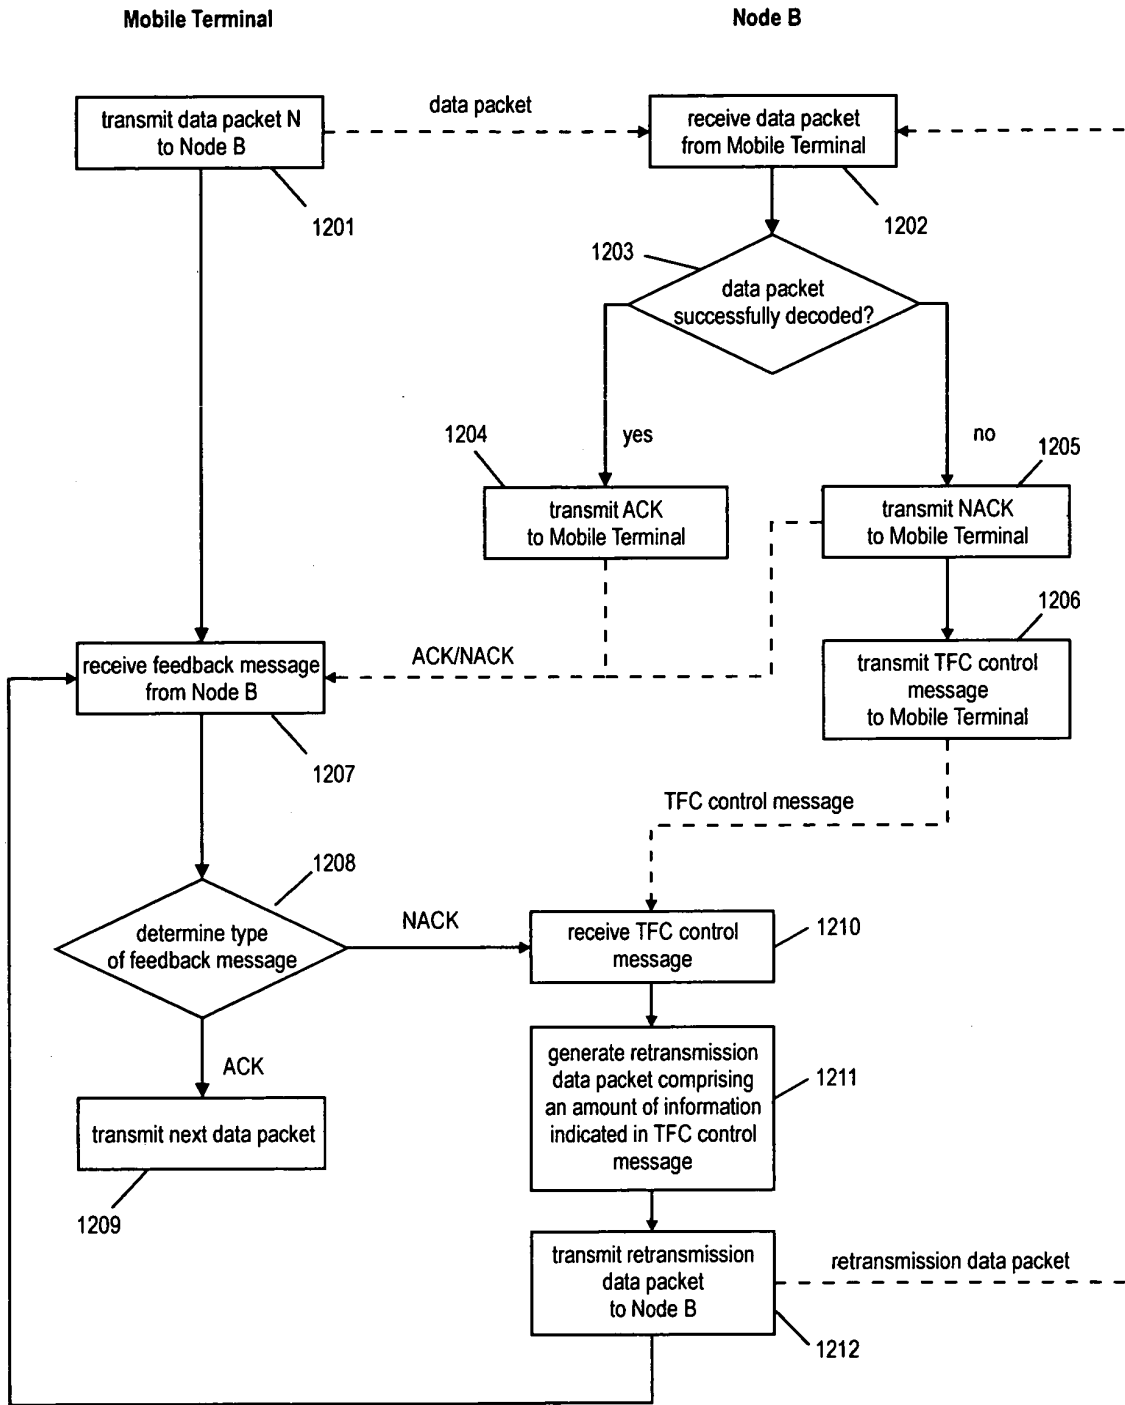 Mobile Terminal
Node B
transmit data packet N
to Node B
data packet
receive data packet
from Mobile Terminal
1201
1202
1203
data packet
successfully decoded?
yes
no
1204
1205
transmit ACK
to Mobile Terminal
transmit NACK
to Mobile Terminal
1206
receive feedback message
from Node B
ACK/NACK
transmit TFC control
message
to Mobile Terminal
1207
TFC control message
1208
determine type
of feedback message
NACK
receive TFC control
message
1210
ACK
generate retransmission
data packet comprising
an amount of information
indicated in TFC control
message
1211
transmit next data packet
1209
transmit retransmission
data packet
to Node B
retransmission data packet
1212